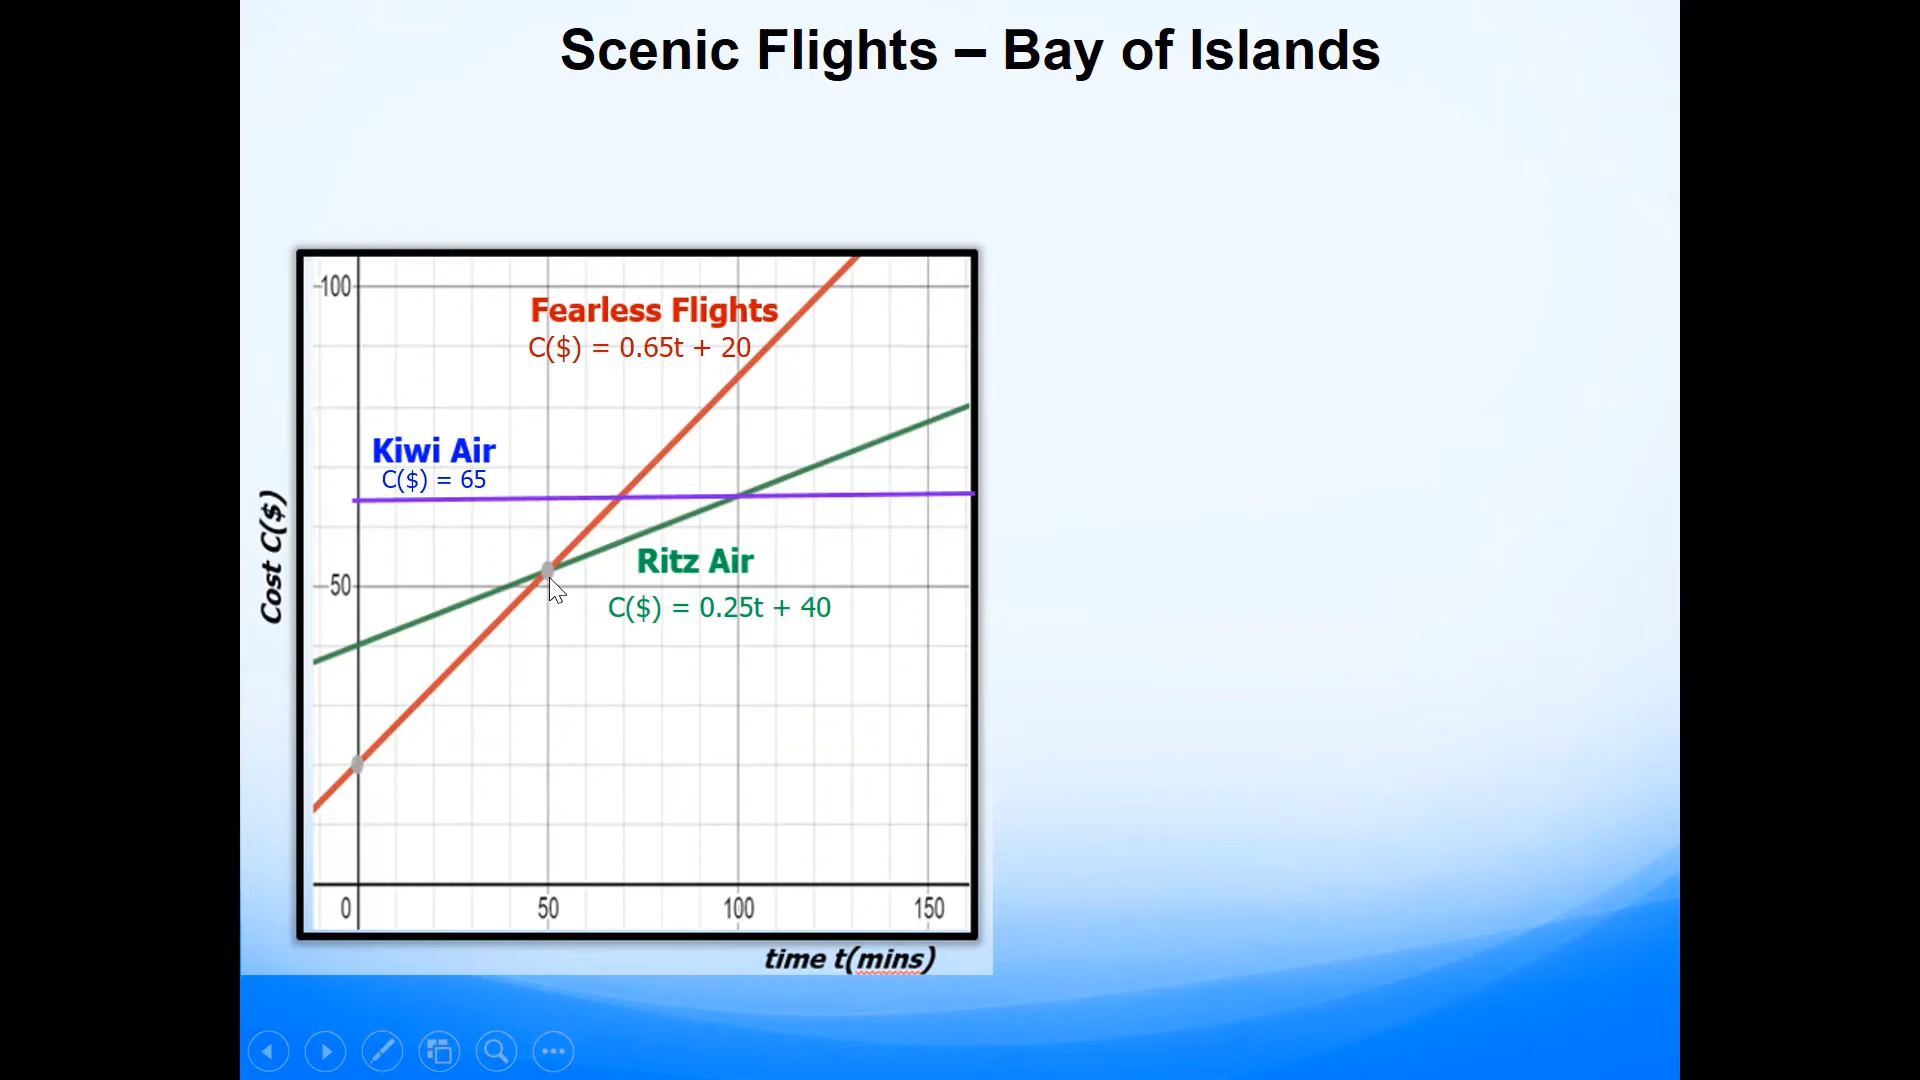 Scenic Flights – Bay of Islands
100
Fearless Flights
C($) = 0.65t + 20
Kiwi Air
C($) = 65
Cost C($)
Ritz Air
50
C($) = 0.25t + 40
0
50
100
150
time t(mins)